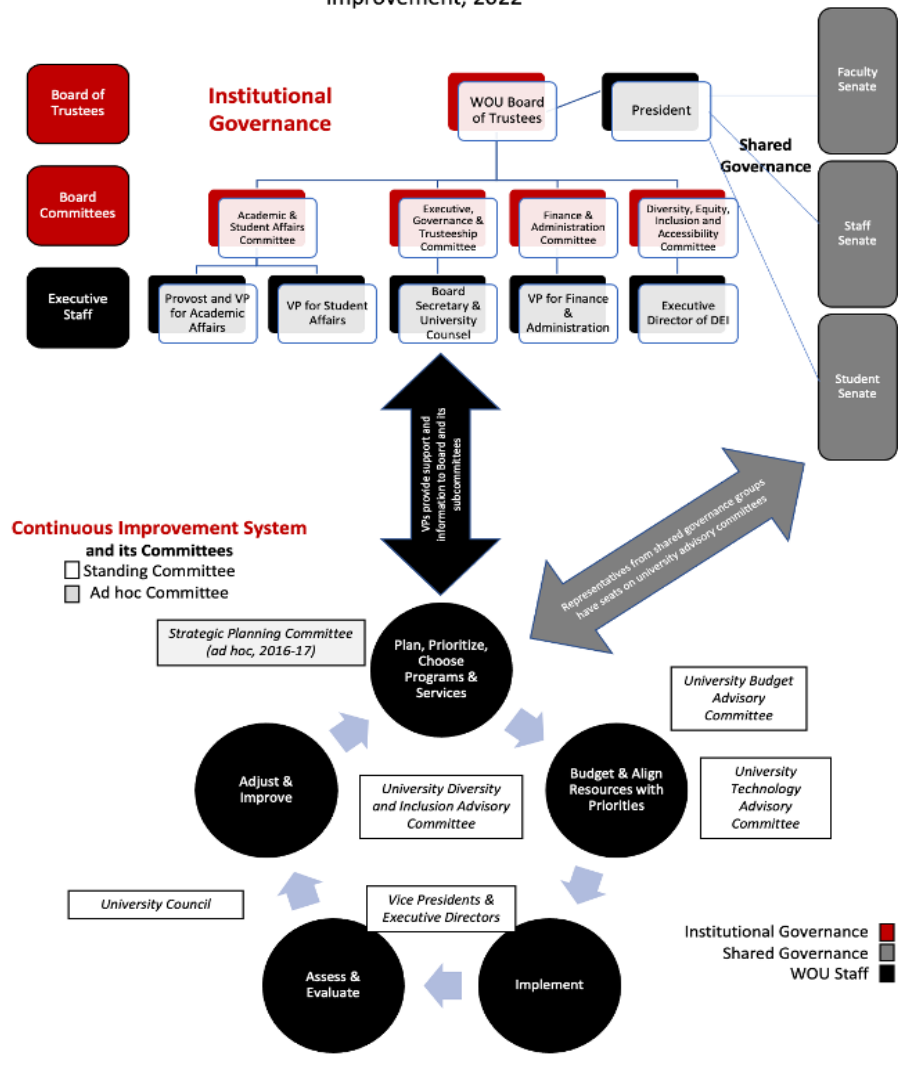 Improvement, 2022
Board of
Trustees
Institutional
Governance
WOU Board
of Trustees
President
Faculty
Senate
Shared
Governance
Board
Committees
Academic &
Student Affairs
Committee
Executive,
Governance &
Trusteeship
Committee
Finance &
Administration
Committee
Diversity, Equity,
Inclusion and
Accessibility
Committee
Staff
Senate
Executive
Staff
Provost and VP
for Academic
Affairs
VP for Student
Affairs
Board
Secretary &
University
Counsel
VP for Finance
&
Administration
Executive
Director of DEI
Student
Senate
VPs provide support and
information to Board and its
subcommittees
Representatives from shared governance groups
have seats on university advisory committees
Continuous Improvement System
and its Committees
Standing Committee
Ad hoc Committee
Strategic Planning Committee
(ad hoc, 2016-17)
Plan, Prioritize,
Choose
Programs &
Services
University Budget
Advisory
Committee
Adjust &
Improve
University Diversity
and Inclusion Advisory
Committee
Budget & Align
Resources with
Priorities
University
Technology
Advisory
Committee
University Council
Vice Presidents &
Executive Directors
Assess &
Evaluate
Implement
Institutional Governance
Shared Governance
WOU Staff